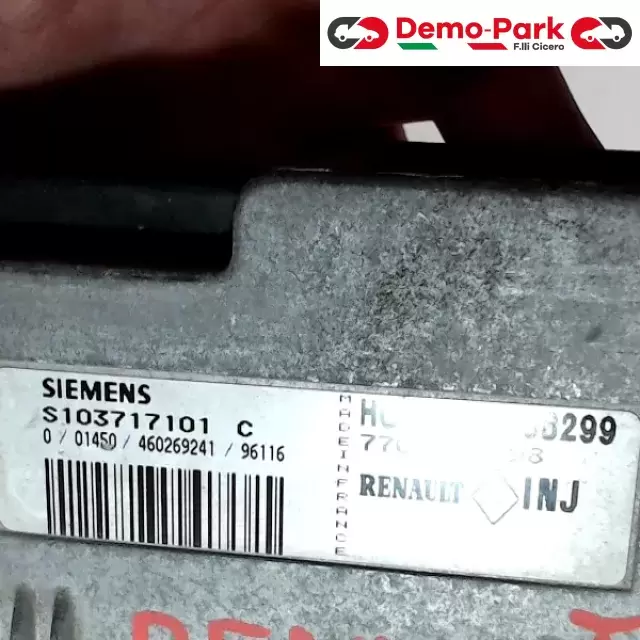 Demo-Park
F.lli Cicero
SIEMENS
S103717101 C
0 / 01450 / 460269241 / 96116
MADE IN FRANCE
RENAULT INJ